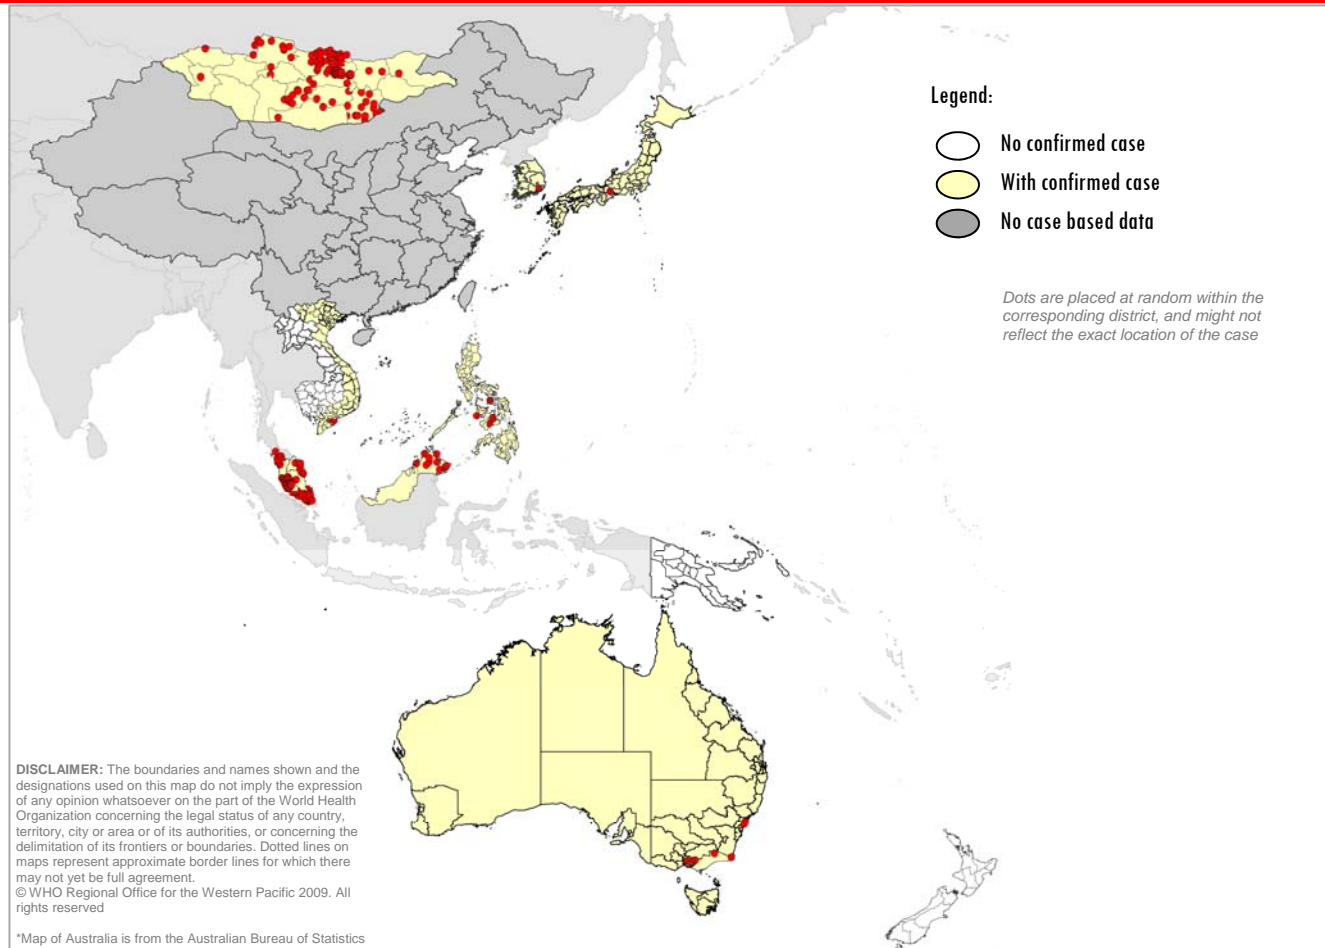 Legend:
No confirmed case
With confirmed case
No case based data
Dots are placed at random within the
corresponding district, and might not
reflect the exact location of the case
DISCLAIMER: The boundaries and names shown and the
designations used on this map do not imply the expression
of any opinion whatsoever on the part of the World Health
Organization concerning the legal status of any country,
territory, city or area or of its authorities, or concerning the
delimitation of its frontiers or boundaries. Dotted lines on
maps represent approximate border lines for which there
may not yet be full agreement.
© WHO Regional Office for the Western Pacific 2009. All
rights reserved
*Map of Australia is from the Australian Bureau of Statistics